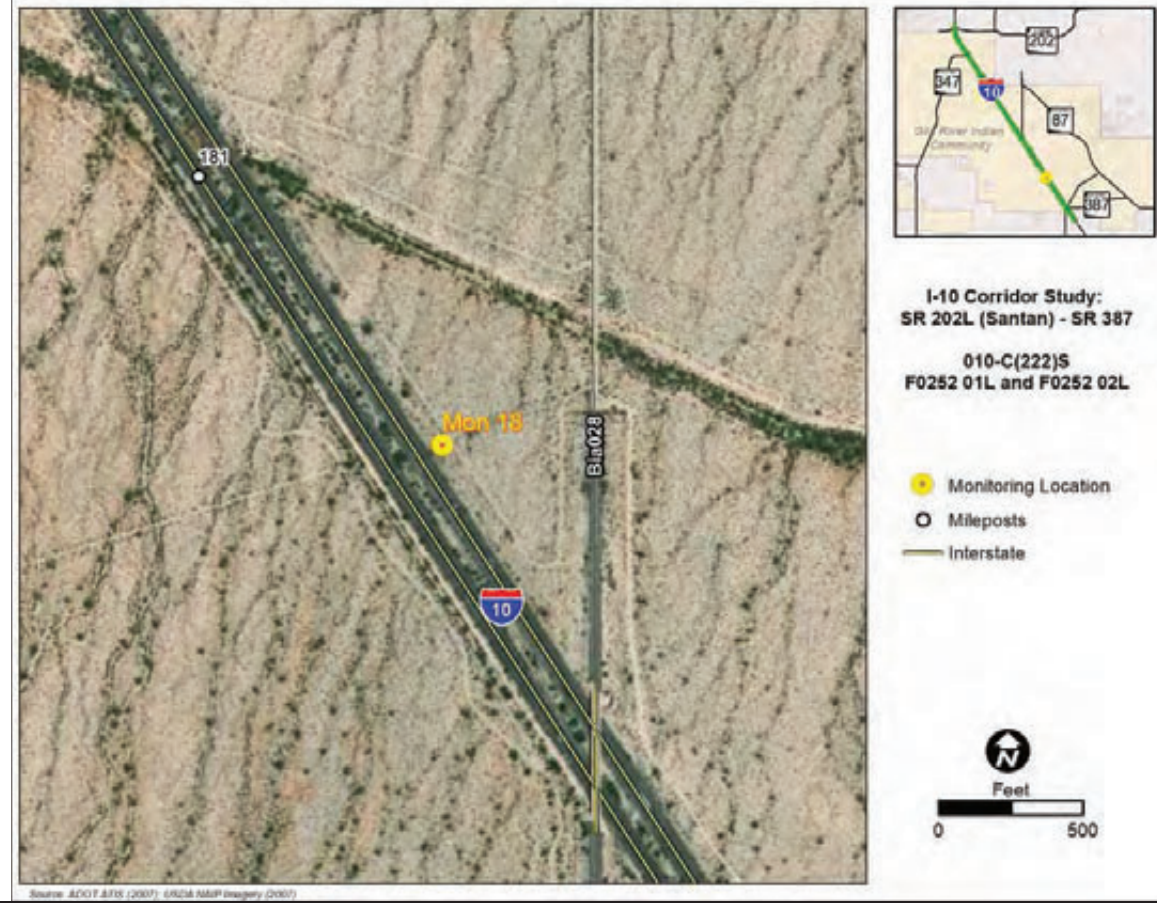 181
Mon 18
Bia028
10
202
347
10
87
Gila River Indian
Community
387
I-10 Corridor Study:
SR 202L (Santan) - SR 387
010-C(222)S
F0252 01L and F0252 02L
Monitoring Location
Mileposts
Interstate
N
Feet
0 500
Source: ADOT ATIS (2007); USDA NAIP Imagery (2007)